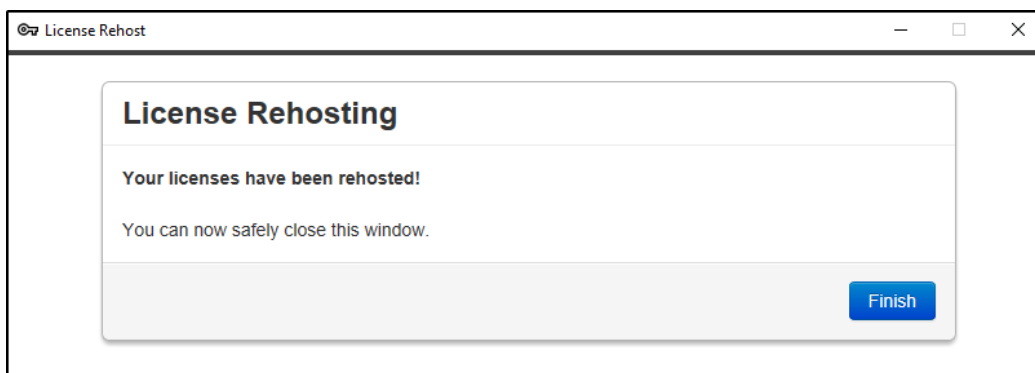 License Rehost
License Rehosting
Your licenses have been rehosted!
You can now safely close this window.
Finish